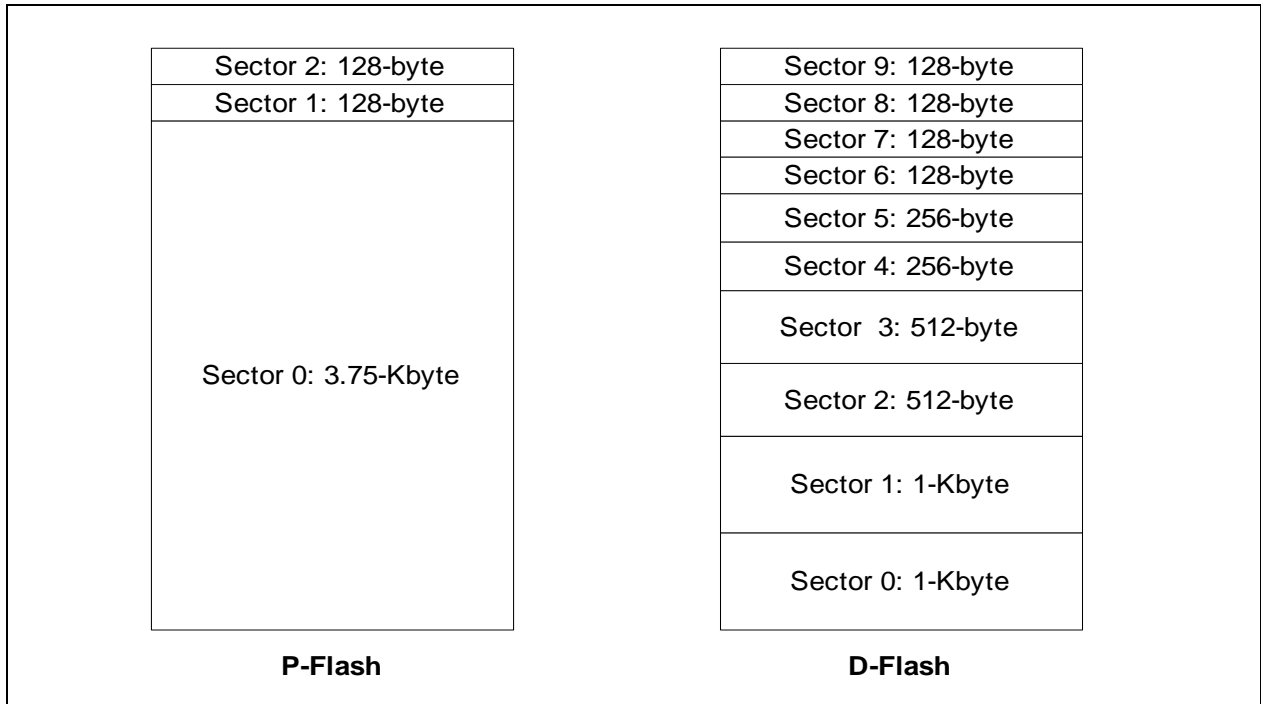 Sector 2: 128-byte
Sector 1: 128-byte
Sector 0: 3.75-Kbyte
P-Flash
Sector 9: 128-byte
Sector 8: 128-byte
Sector 7: 128-byte
Sector 6: 128-byte
Sector 5: 256-byte
Sector 4: 256-byte
Sector 3: 512-byte
Sector 2: 512-byte
Sector 1: 1-Kbyte
Sector 0: 1-Kbyte
D-Flash